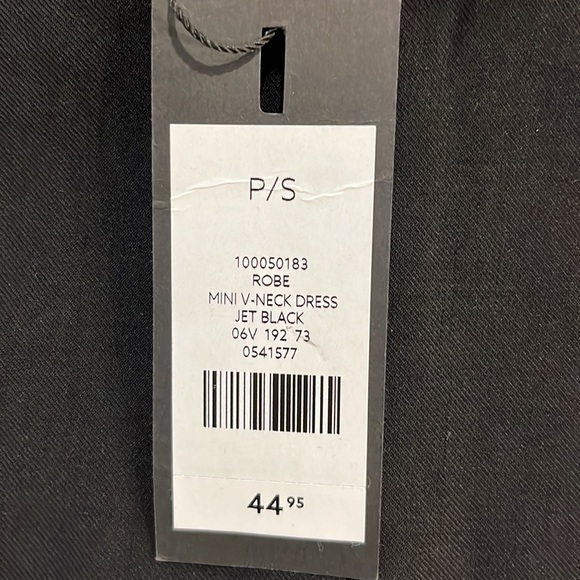 P/S
100050183
ROBE
MINI V-NECK DRESS
JET BLACK
06V 192 73
0541577
44 95